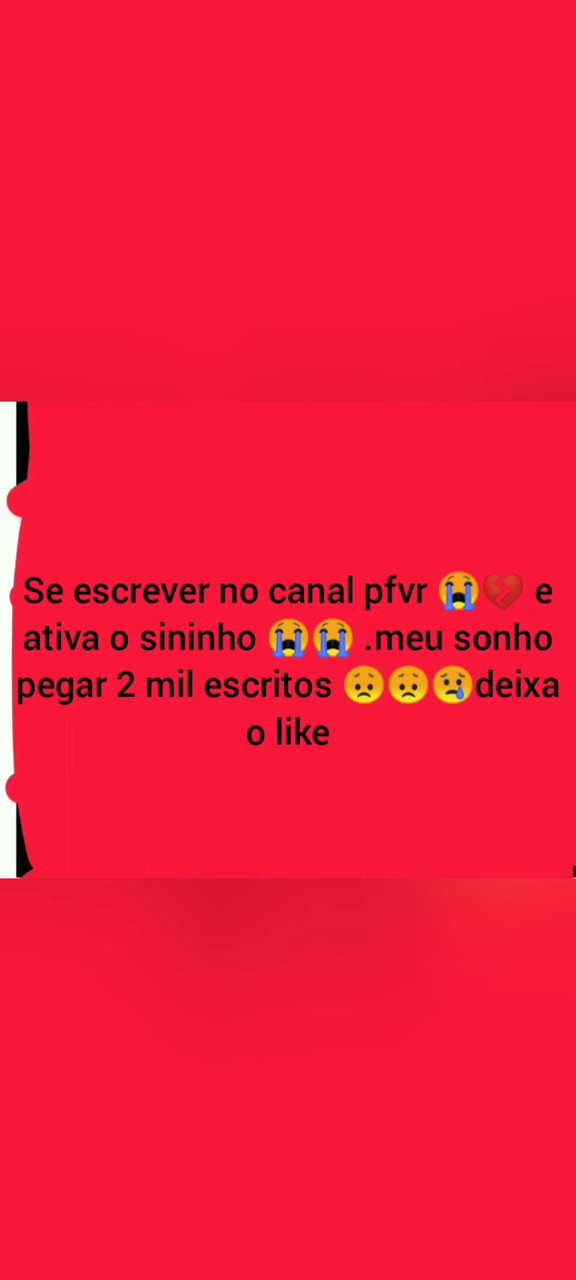 Se escrever no canal pfvr 😭💔 e
ativa o sininho 😭😭 .meu sonho
pegar 2 mil escritos 😟😟😢deixa
o like